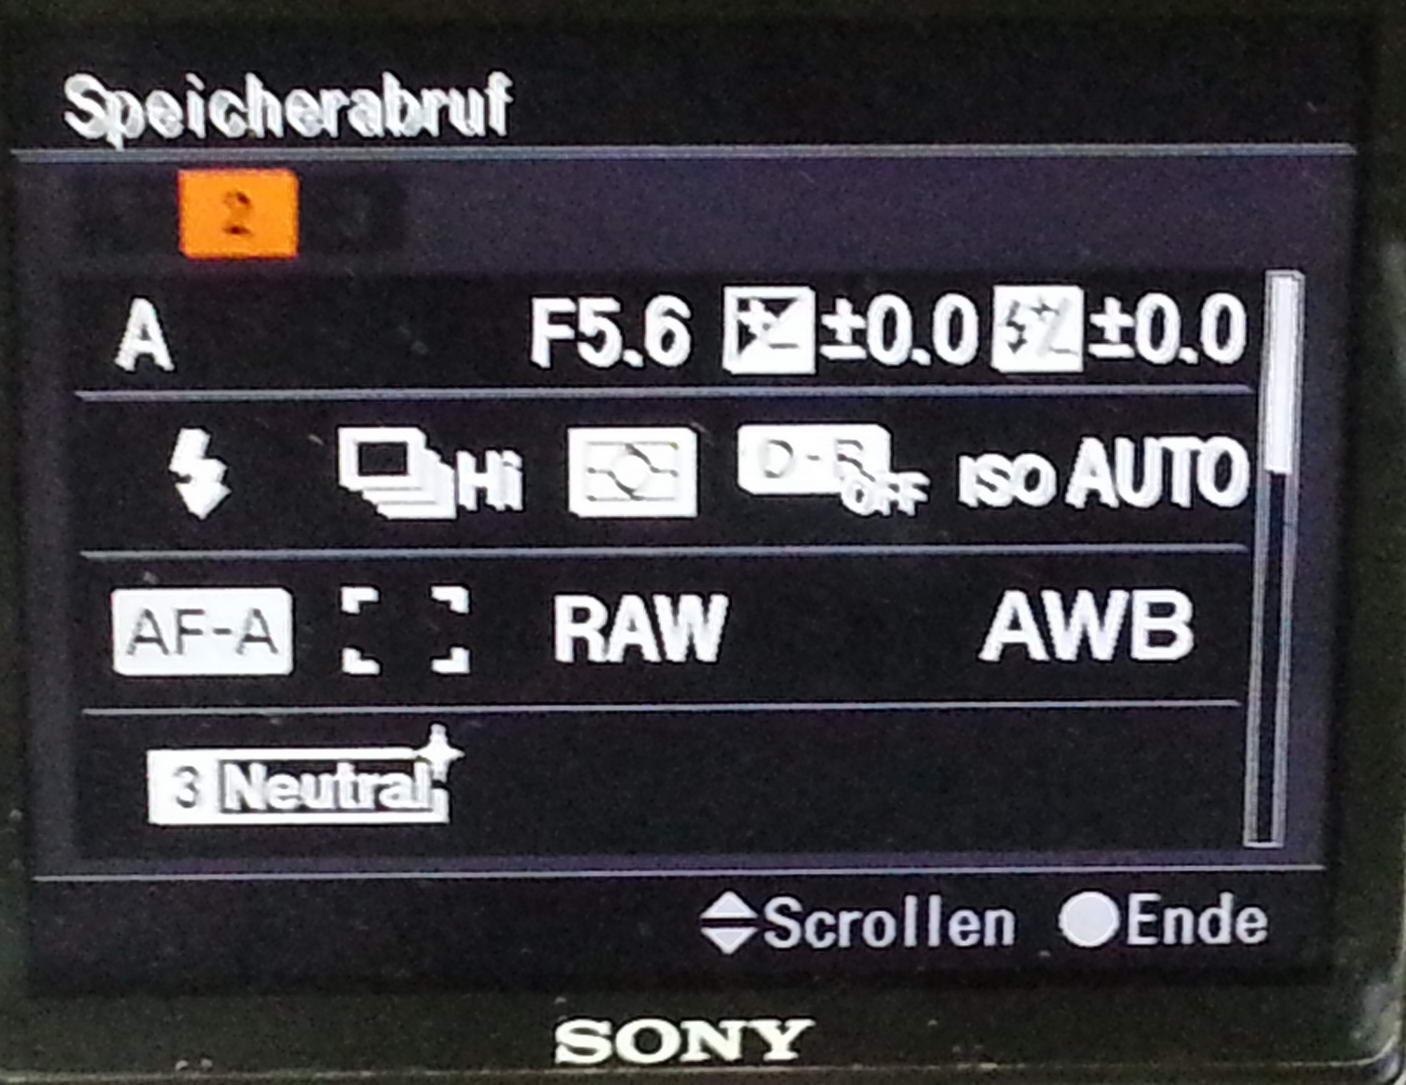 Speicherabruf
2
A F5.6 ±0.0 ±0.0
Hi D-R OFF ISO AUTO
AF-A RAW AWB
3 Neutral
Scrollen Ende
SONY